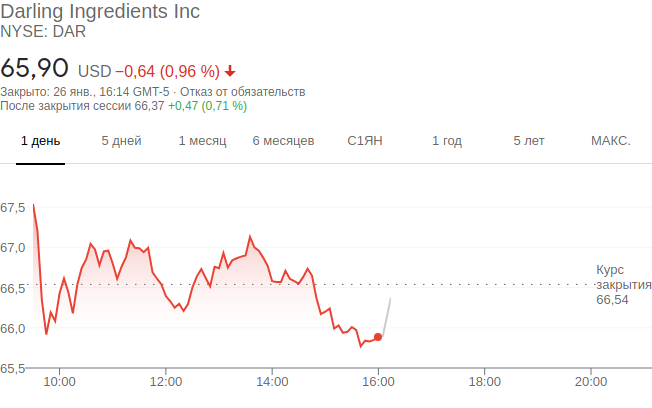 Darling Ingredients Inc
NYSE: DAR
65,90 USD −0,64 (0,96 %)
Закрыто: 26 янв., 16:14 GMT-5 · Отказ от обязательств
После закрытия сессии 66,37 +0,47 (0,71 %)
1 день 5 дней 1 месяц 6 месяцев С1ЯН 1 год 5 лет МАКС.
67,5
67,0
66,5
66,0
65,5
Курс
закрытия
66,54
10:00 12:00 14:00 16:00 18:00 20:00